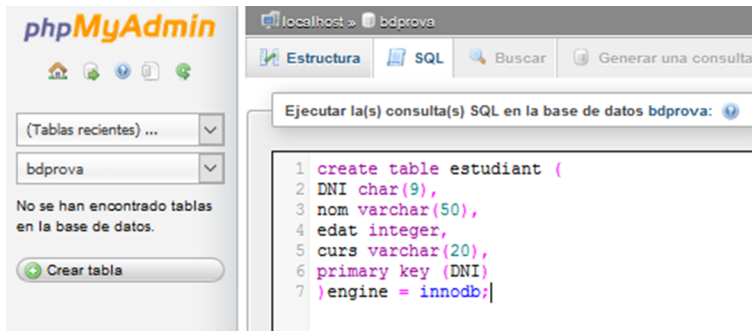 phpMyAdmin
(Tablas recientes) ...
bdprova
No se han encontrado tablas
en la base de datos.
Crear tabla
localhost » bdprova
Estructura
SQL
Buscar
Generar una consulta
Ejecutar la(s) consulta(s) SQL en la base de datos bdprova:
1 create table estudiant (
2 DNI char(9),
3 nom varchar(50),
4 edat integer,
5 curs varchar(20),
6 primary key (DNI)
7 )engine = innodb;